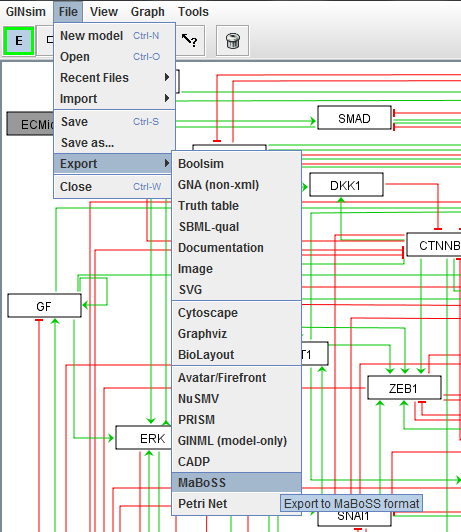 GINsim File View Graph Tools
E
New model Ctrl-N
Open Ctrl-O
Recent Files
Import
Save Ctrl-S
Save as...
Export
Close Ctrl-W
Boolsim
GNA (non-xml)
Truth table
SBML-qual
Documentation
Image
SVG
Cytoscape
Graphviz
BioLayout
Avatar/Firefront
NuSMV
PRISM
GINML (model-only)
CADP
MaBoSS
Petri Net
Export to MaBoSS format
ECMic
SMAD
DKK1
CTNNB
GF
T1
ZEB1
ERK
SNAI1